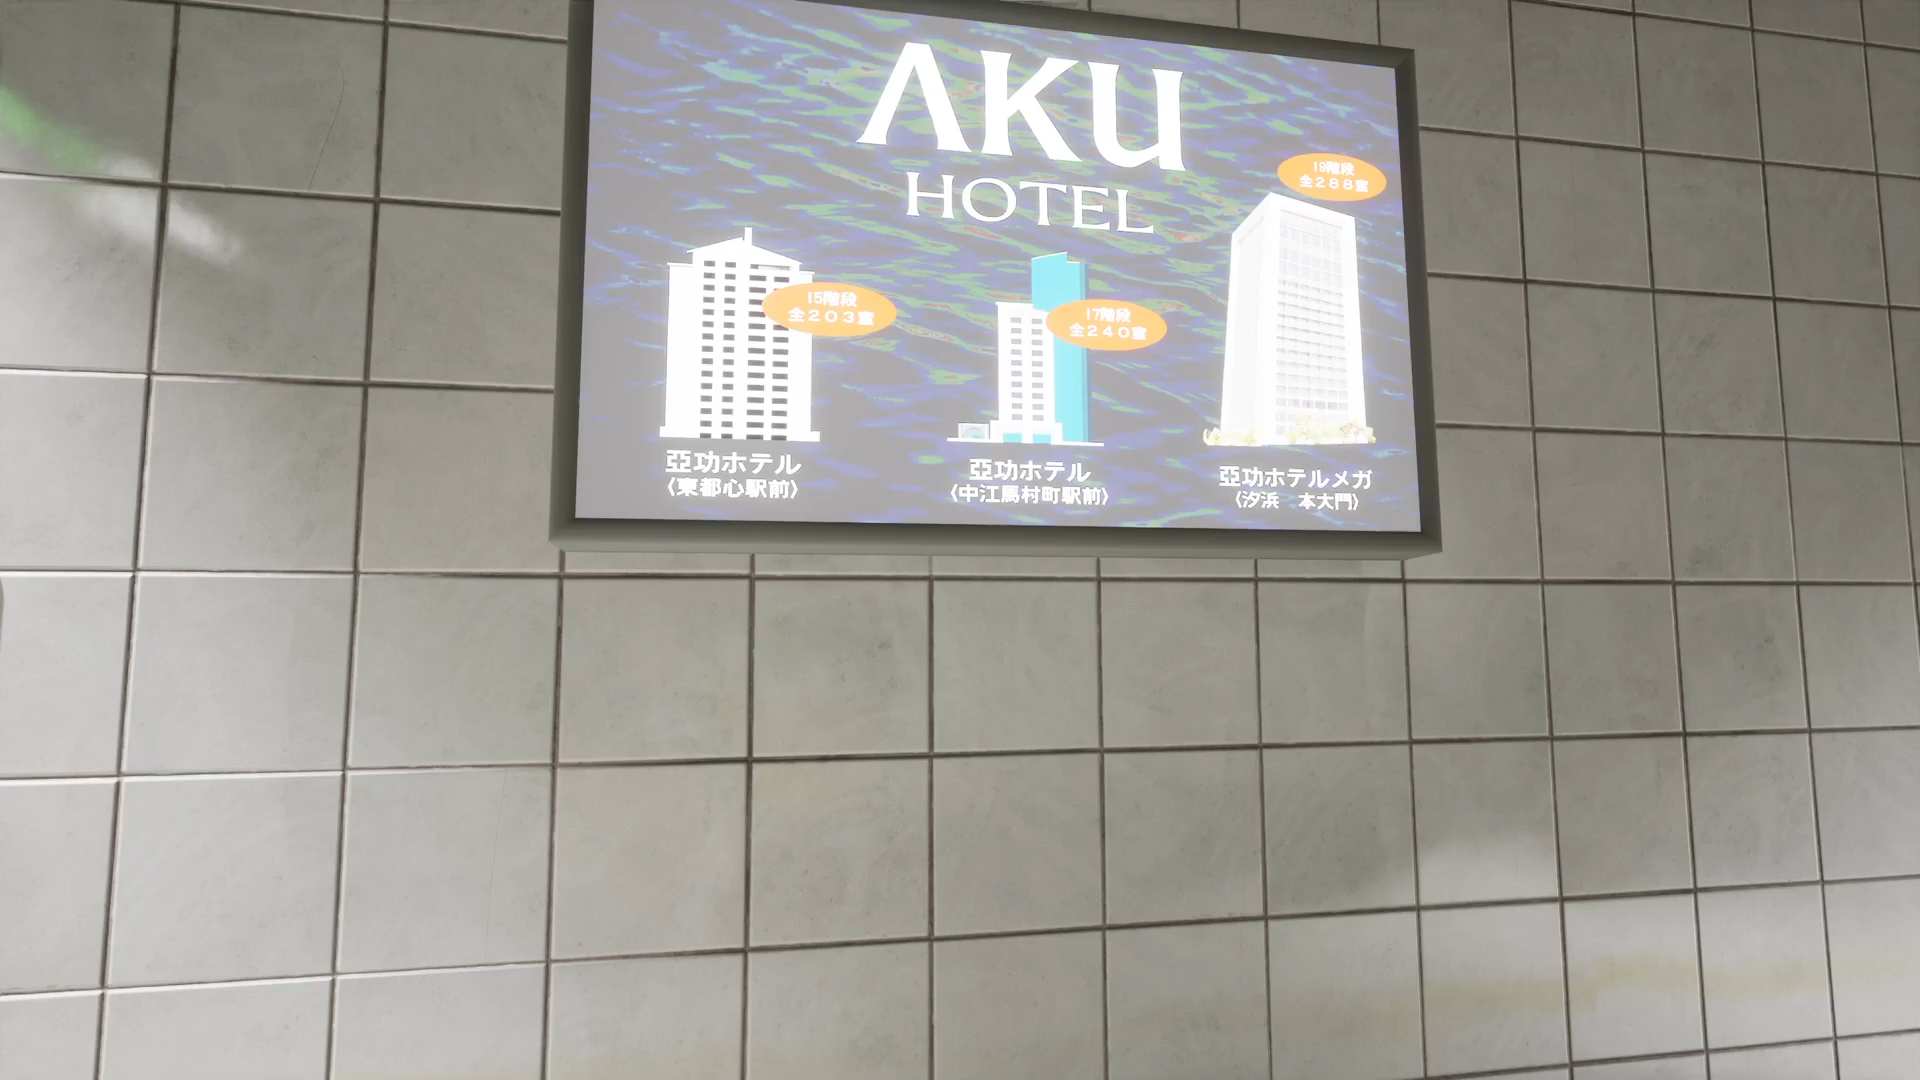 AKU
HOTEL
15階段
全203室
17階段
全240室
19階段
全288室
亞功ホテル
〈東都心駅前〉
亞功ホテル
〈中江馬村町駅前〉
亞功ホテルメガ
〈汐浜　本大門〉